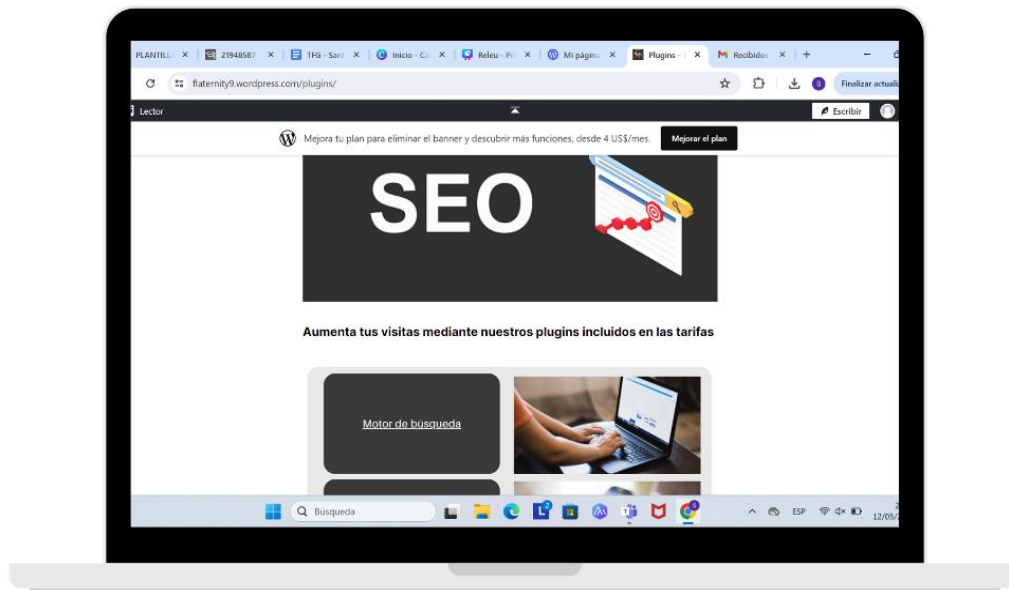 PLANTILL
21948587
TFG - Sant
Inicio - Ca
Releu - Pr
Mi página
Plugins –
Recibidos
flaternity9.wordpress.com/plugins/
S
Finalizar actuali
Lector
Escribir
Mejora tu plan para eliminar el banner y descubrir más funciones, desde 4 US$/mes.
Mejorar el plan
SEO
Aumenta tus visitas mediante nuestros plugins incluidos en las tarifas
Motor de búsqueda
Búsqueda
ESP
12/05/